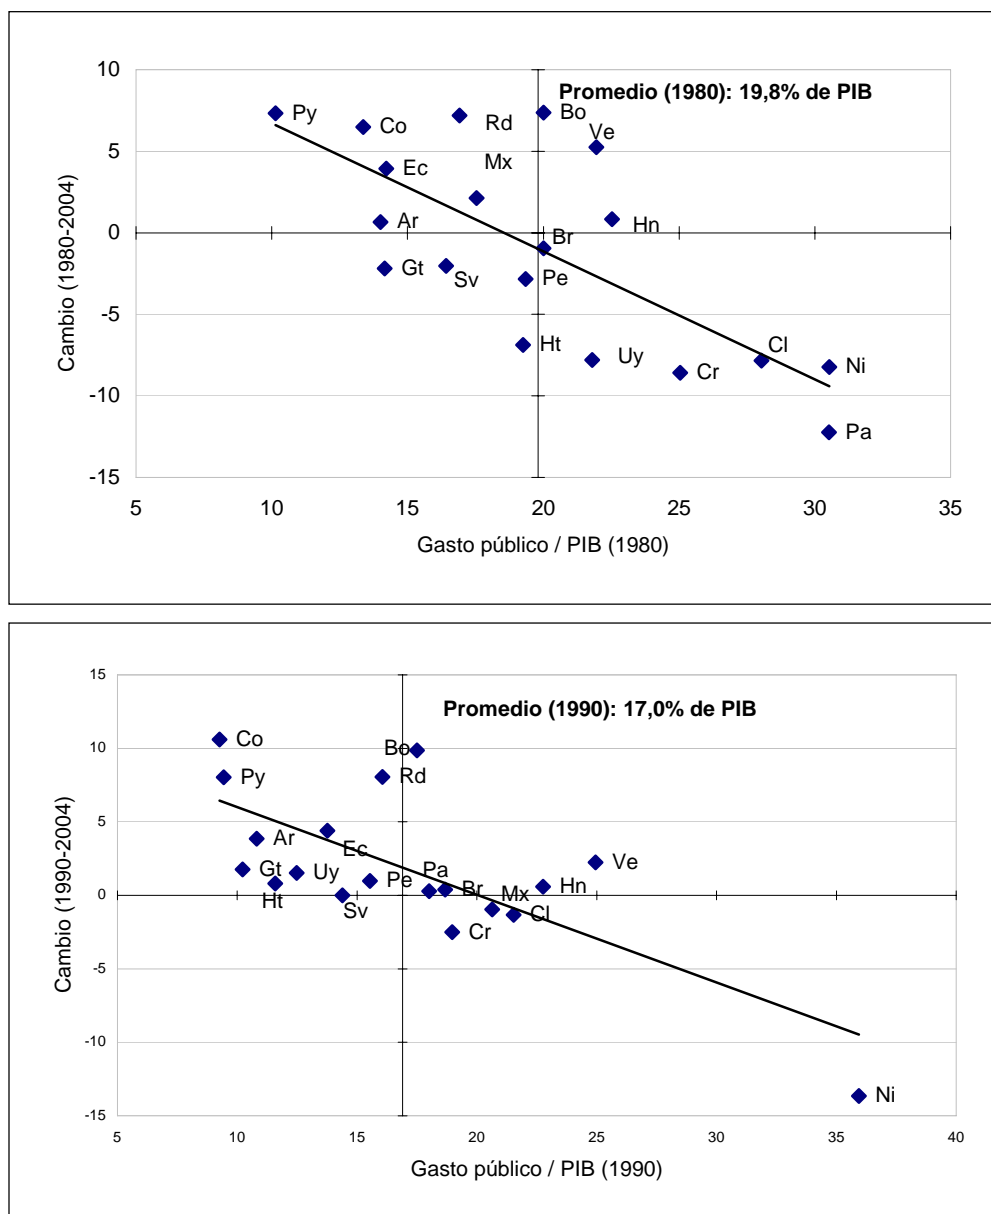 10
Promedio (1980): 19,8% de PIB
Py
Co
Rd
Bo
Ve
5
Ec
Mx
Ar
Hn
0
Br
Gt
Sv
Pe
-5
Ht
Uy
Cl
Cr
Ni
-10
Pa
-15
5 10 15 20 25 30 35
Cambio (1980-2004)
Gasto público / PIB (1980)
15
Promedio (1990): 17,0% de PIB
Co
Bo
10
Py
Rd
5
Ar
Ec
Gt
Uy
Pe
Pa
Ve
Ht
Br
Hn
0
Sv
Mx
Cl
Cr
-5
-10
Ni
-15
5 10 15 20 25 30 35 40
Cambio (1990-2004)
Gasto público / PIB (1990)